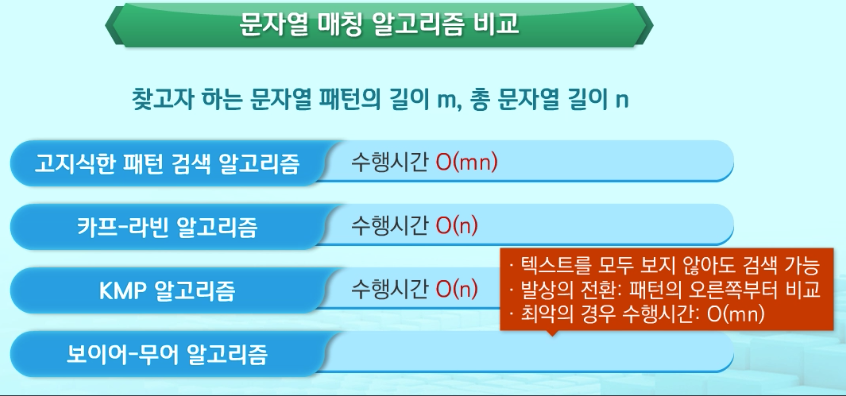 문자열 매칭 알고리즘 비교
찾고자 하는 문자열 패턴의 길이 m, 총 문자열 길이 n
고지식한 패턴 검색 알고리즘 수행시간 O(mn)
카프-라빈 알고리즘 수행시간 O(n)
KMP 알고리즘 수행시간 O(n)
· 텍스트를 모두 보지 않아도 검색 가능
· 발상의 전환: 패턴의 오른쪽부터 비교
· 최악의 경우 수행시간: O(mn)
보이어-무어 알고리즘